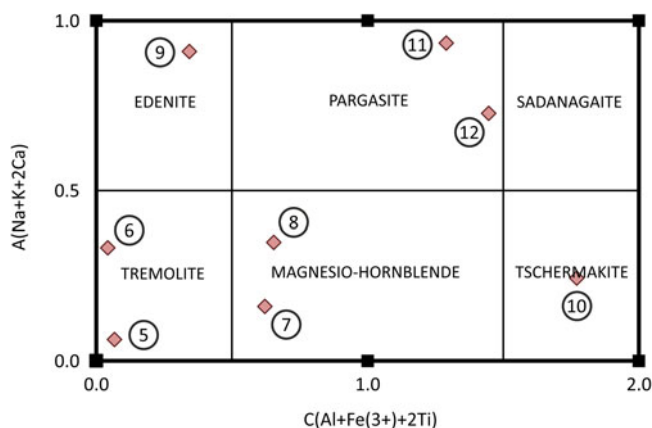 1.0
9
11
EDENITE
PARGASITE
SADANAGAITE
12
A(Na+K+2Ca)
0.5
6
8
TREMOLITE
MAGNESIO-HORNBLENDE
TSCHERMAKITE
10
5
7
0.0
0.0
1.0
2.0
C(Al+Fe(3+)+2Ti)